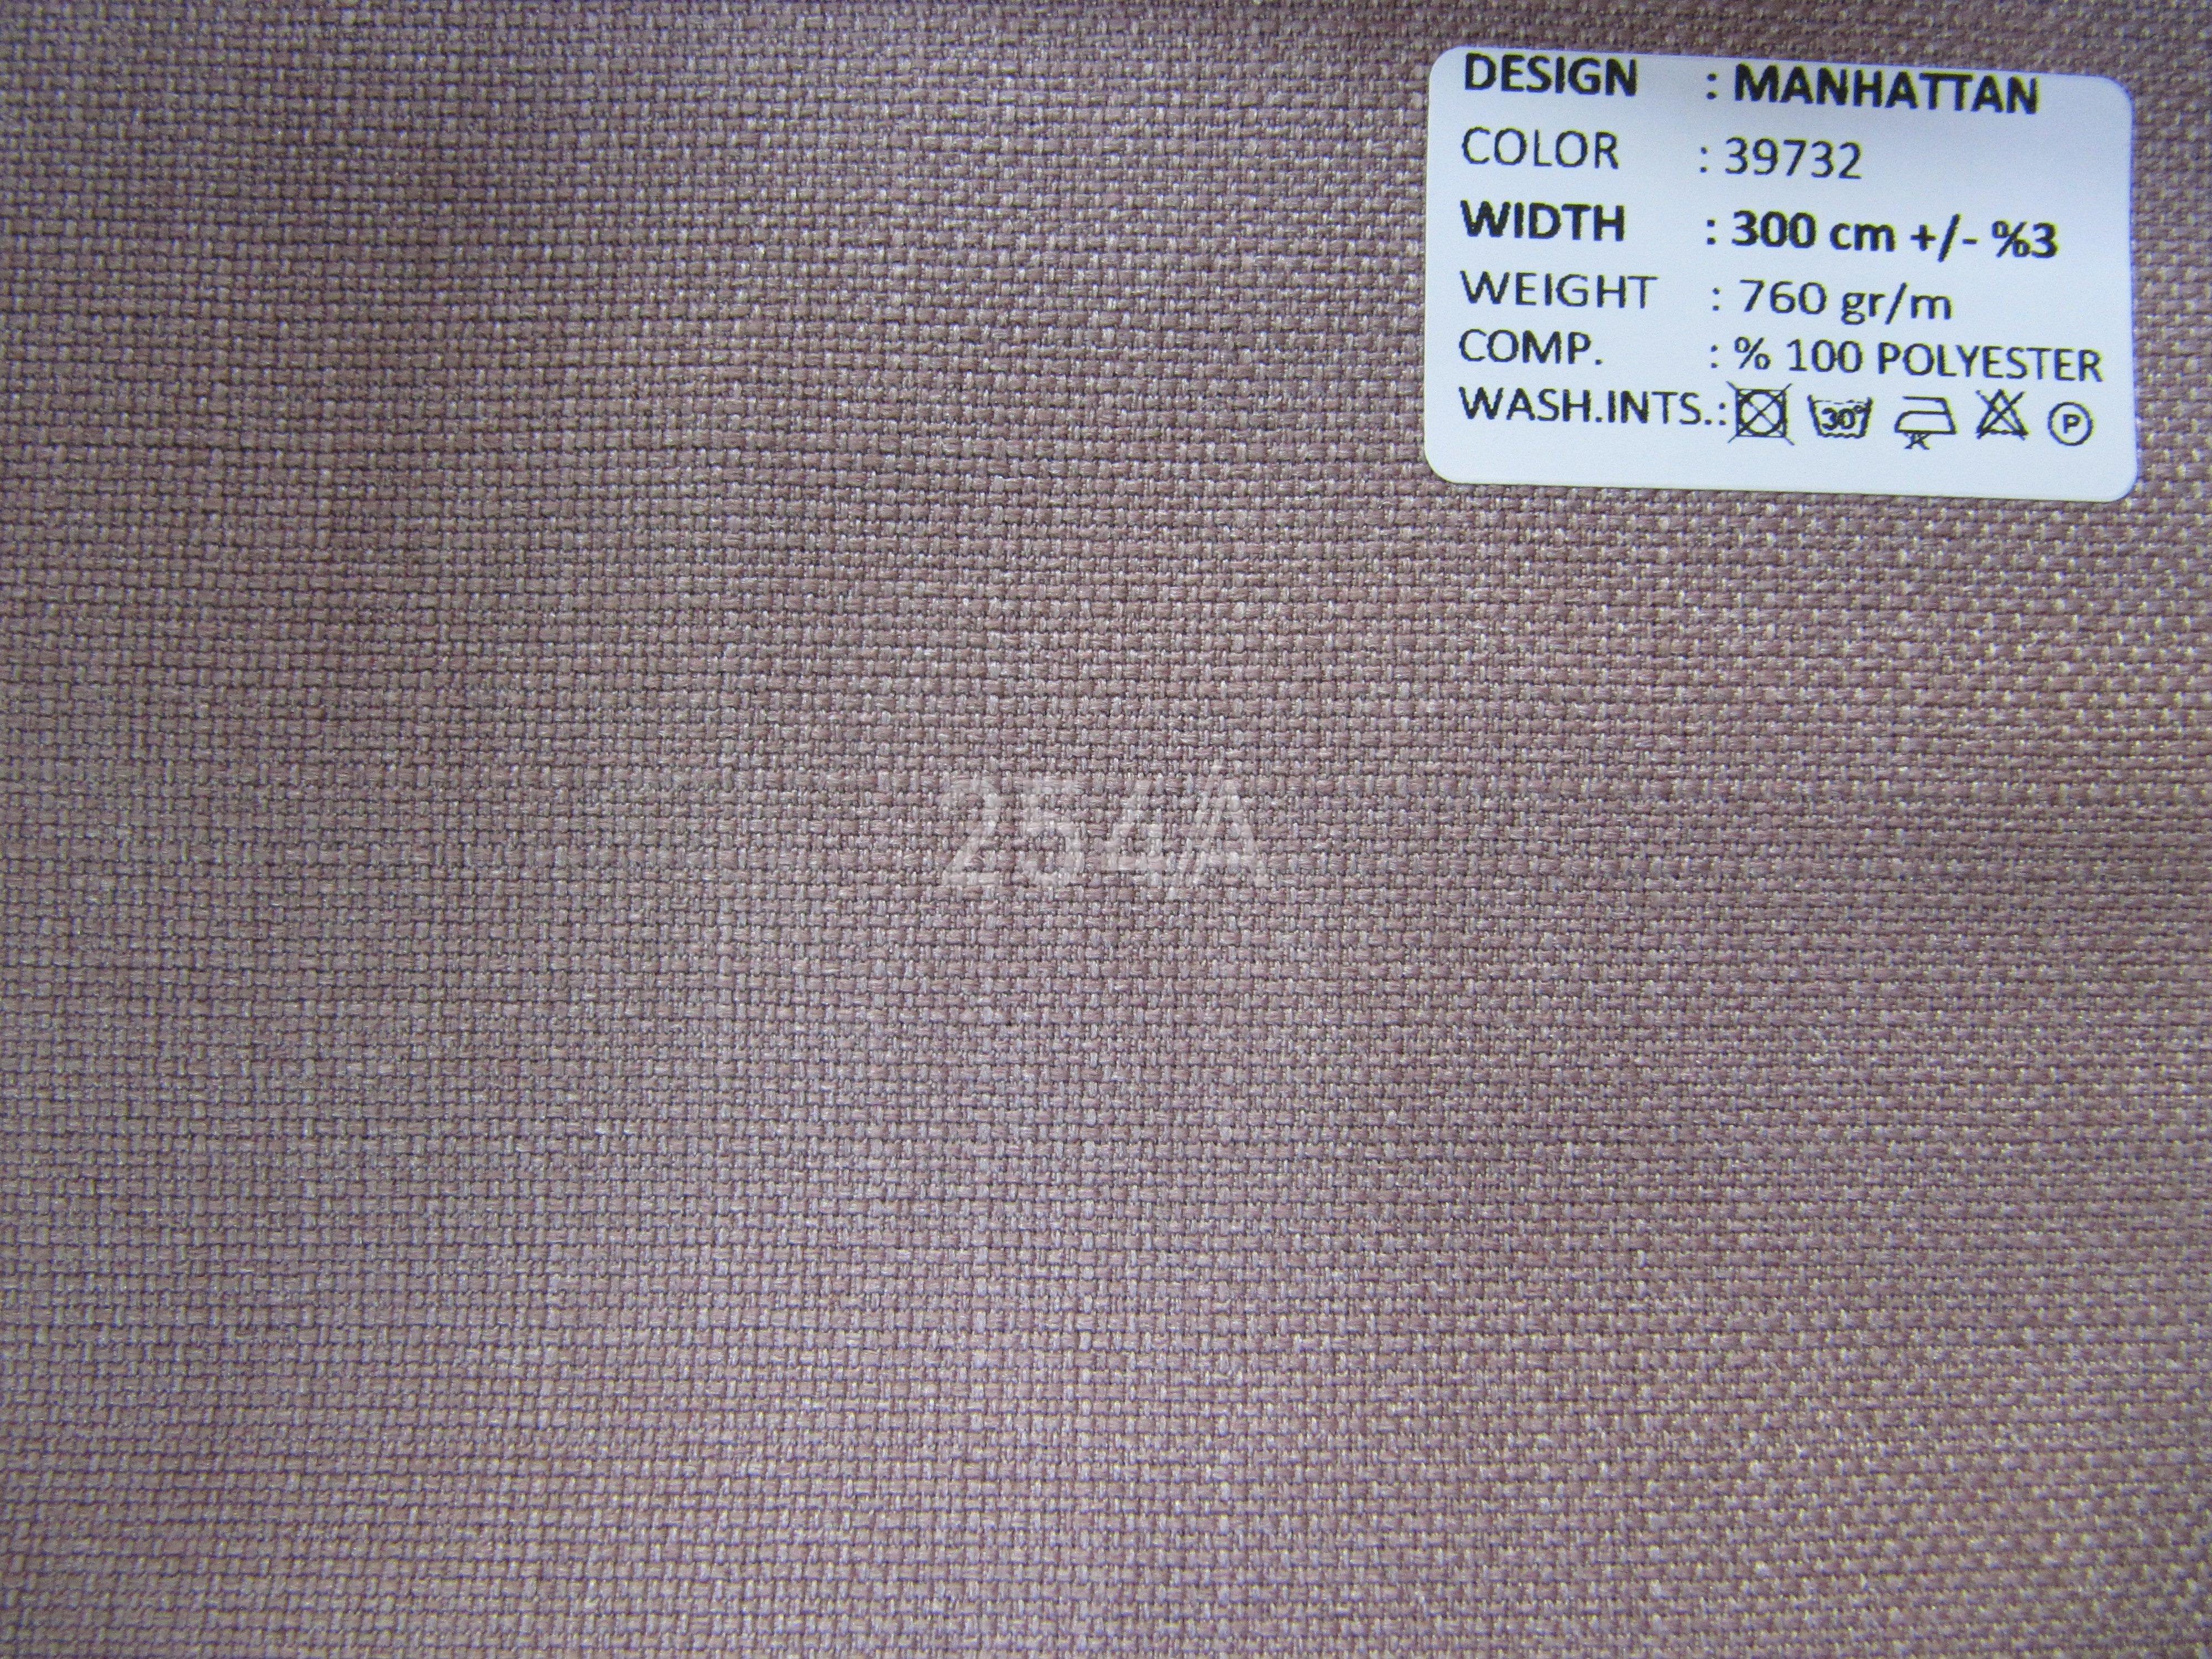 DESIGN : MANHATTAN
COLOR : 39732
WIDTH : 300 cm +/- %3
WEIGHT : 760 gr/m
COMP. : % 100 POLYESTER
WASH.INTS.: 30° P
254A